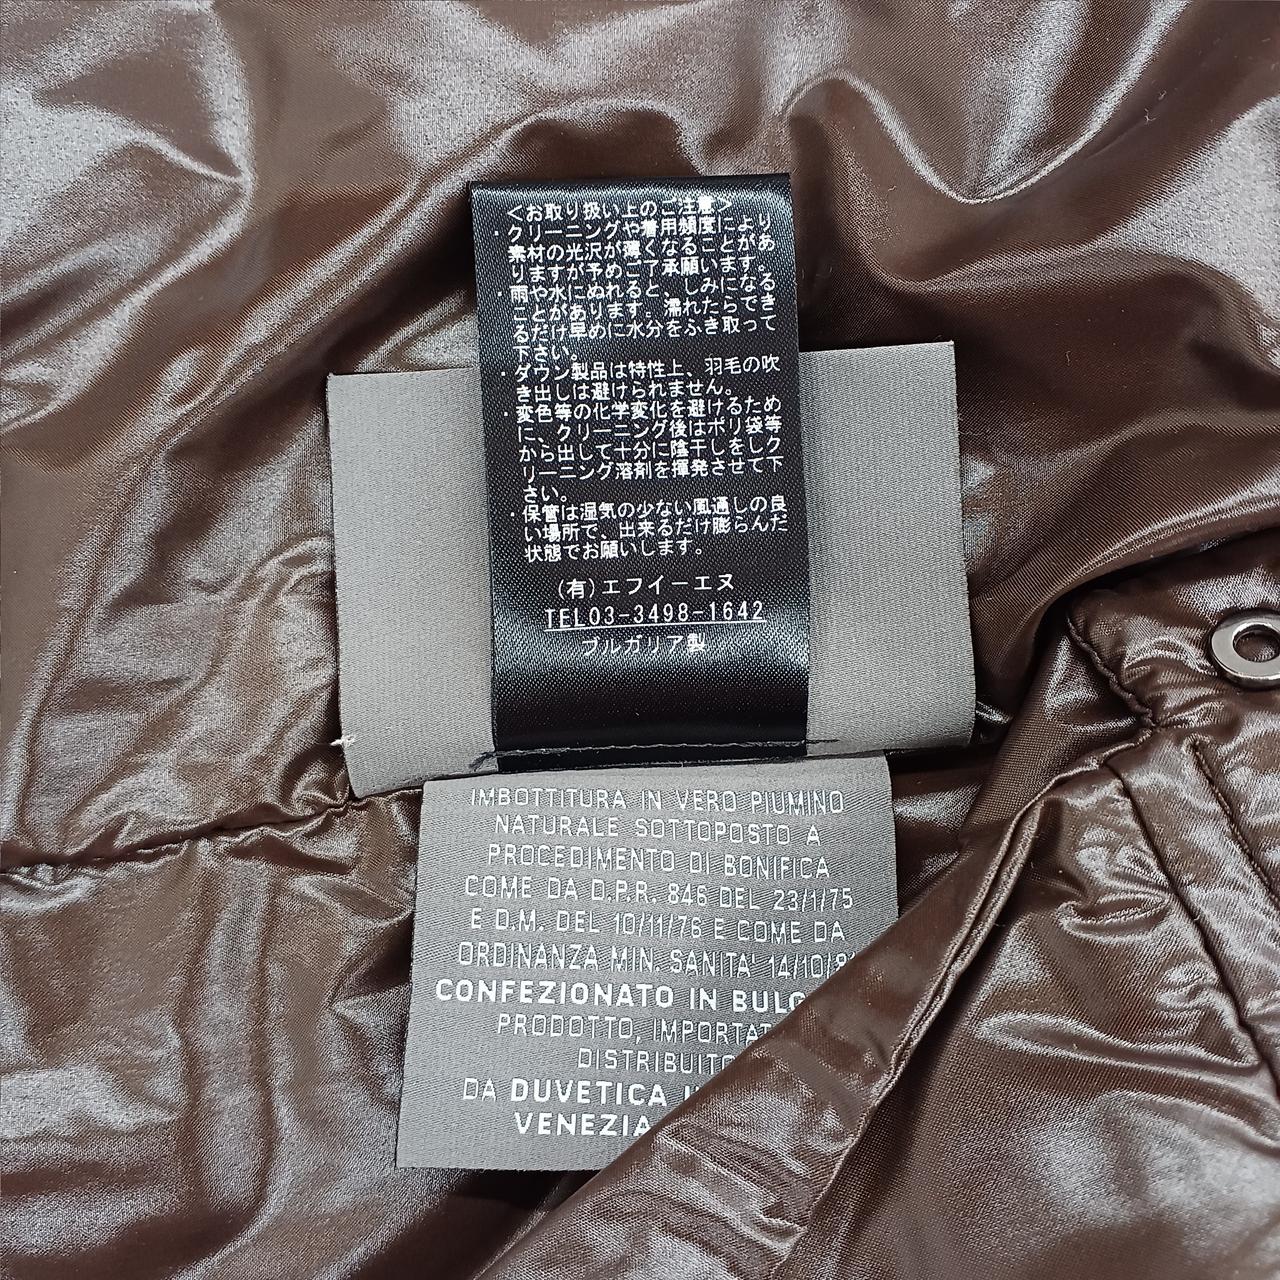 <お取り扱い上のご注意>
・クリーニングや着用頻度により
素材の光沢が薄くなることがあ
りますが予めご了承願います。
・雨や水にぬれると、しみになる
ことがあります。濡れたらでき
るだけ早めに水分をふき取って
下さい。
・ダウン製品は特性上、羽毛の吹
き出しは避けられません。
・変色等の化学変化を避けるため
に、クリーニング後はポリ袋等
から出して十分に陰干しをしク
リーニング溶剤を揮発させて下
さい。
・保管は湿気の少ない風通しの良
い場所で、出来るだけ膨らんだ
状態でお願いします。
(有)エフイーエヌ
TEL03-3498-1642
ブルガリア製
IMBOTTITURA IN VERO PIUMINO
NATURALE SOTTOPOSTO A
PROCEDIMENTO DI BONIFICA
COME DA D.P.R. 846 DEL 23/1/75
E D.M. DEL 10/11/76 E COME DA
ORDINANZA MIN. SANITA' 14/10/8
CONFEZIONATO IN BULG
PRODOTTO, IMPORTAT
DISTRIBUITO
DA DUVETICA
VENEZIA